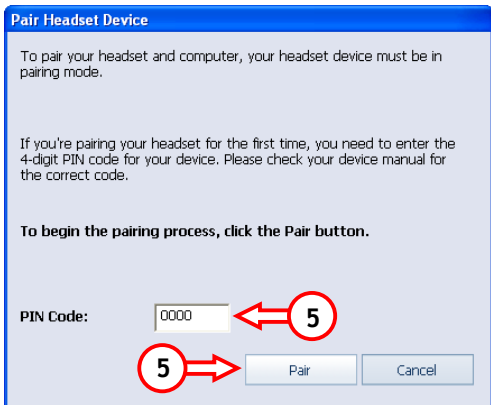 Pair Headset Device
To pair your headset and computer, your headset device must be in
pairing mode.
If you're pairing your headset for the first time, you need to enter the
4-digit PIN code for your device. Please check your device manual for
the correct code.
To begin the pairing process, click the Pair button.
PIN Code: 0000 5
5 Pair Cancel